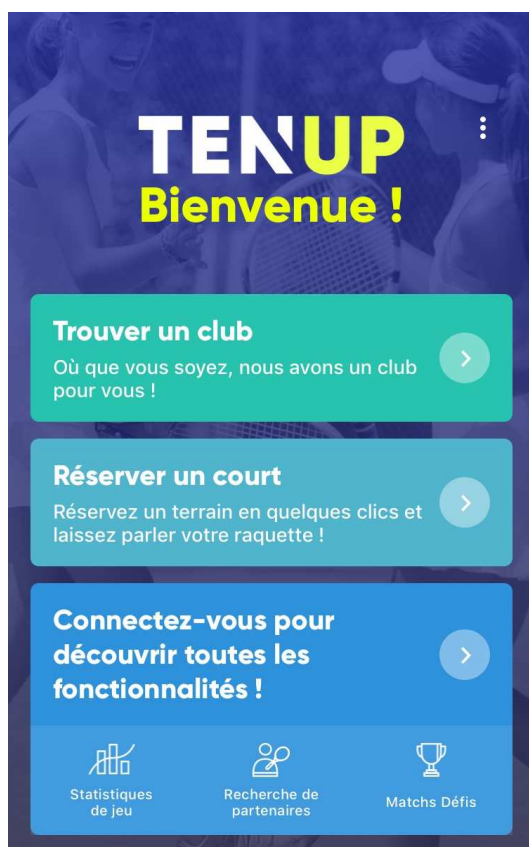 TENUP
Bienvenue !
Trouver un club
Où que vous soyez, nous avons un club
pour vous !
Réserver un court
Réservez un terrain en quelques clics et
laissez parler votre raquette !
Connectez-vous pour
découvrir toutes les
fonctionnalités !
Statistiques
de jeu
Recherche de
partenaires
Matchs Défis